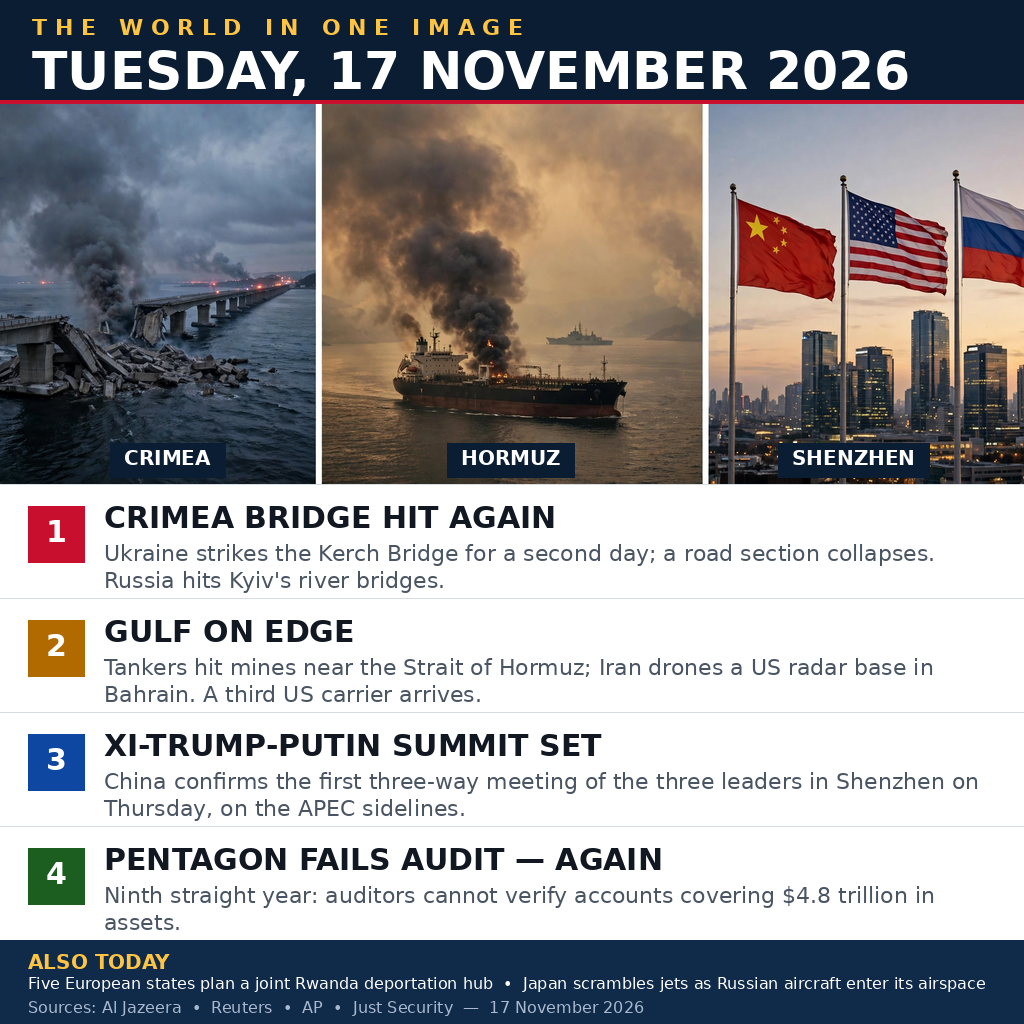 THE WORLD IN ONE IMAGE
TUESDAY, 17 NOVEMBER 2026
CRIMEA
HORMUZ
SHENZHEN
1
CRIMEA BRIDGE HIT AGAIN
Ukraine strikes the Kerch Bridge for a second day; a road section collapses.
Russia hits Kyiv's river bridges.
2
GULF ON EDGE
Tankers hit mines near the Strait of Hormuz; Iran drones a US radar base in
Bahrain. A third US carrier arrives.
3
XI-TRUMP-PUTIN SUMMIT SET
China confirms the first three-way meeting of the three leaders in Shenzhen on
Thursday, on the APEC sidelines.
4
PENTAGON FAILS AUDIT — AGAIN
Ninth straight year: auditors cannot verify accounts covering $4.8 trillion in
assets.
ALSO TODAY
Five European states plan a joint Rwanda deportation hub • Japan scrambles jets as Russian aircraft enter its airspace
Sources: Al Jazeera • Reuters • AP • Just Security — 17 November 2026